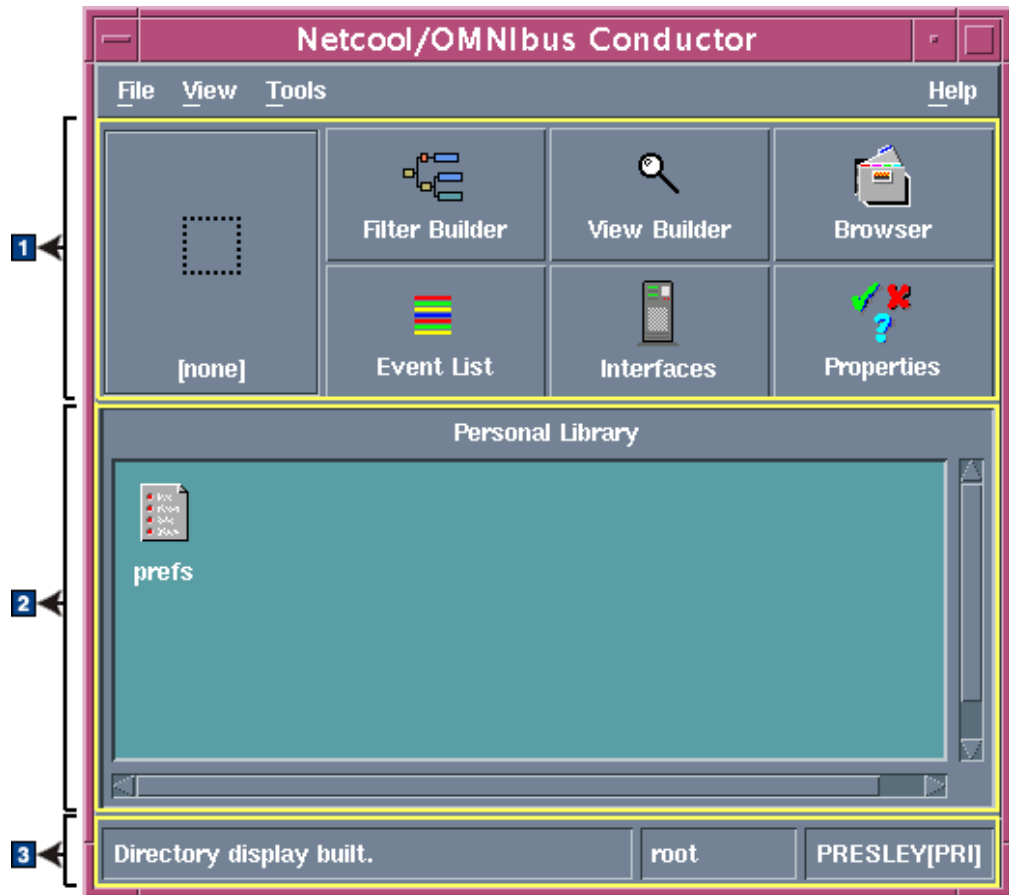 Netcool/OMNIbus Conductor
File View Tools Help
1
Filter Builder
View Builder
Browser
[none]
Event List
Interfaces
Properties
2
Personal Library
prefs
3
Directory display built.
root
PRESLEY[PRI]